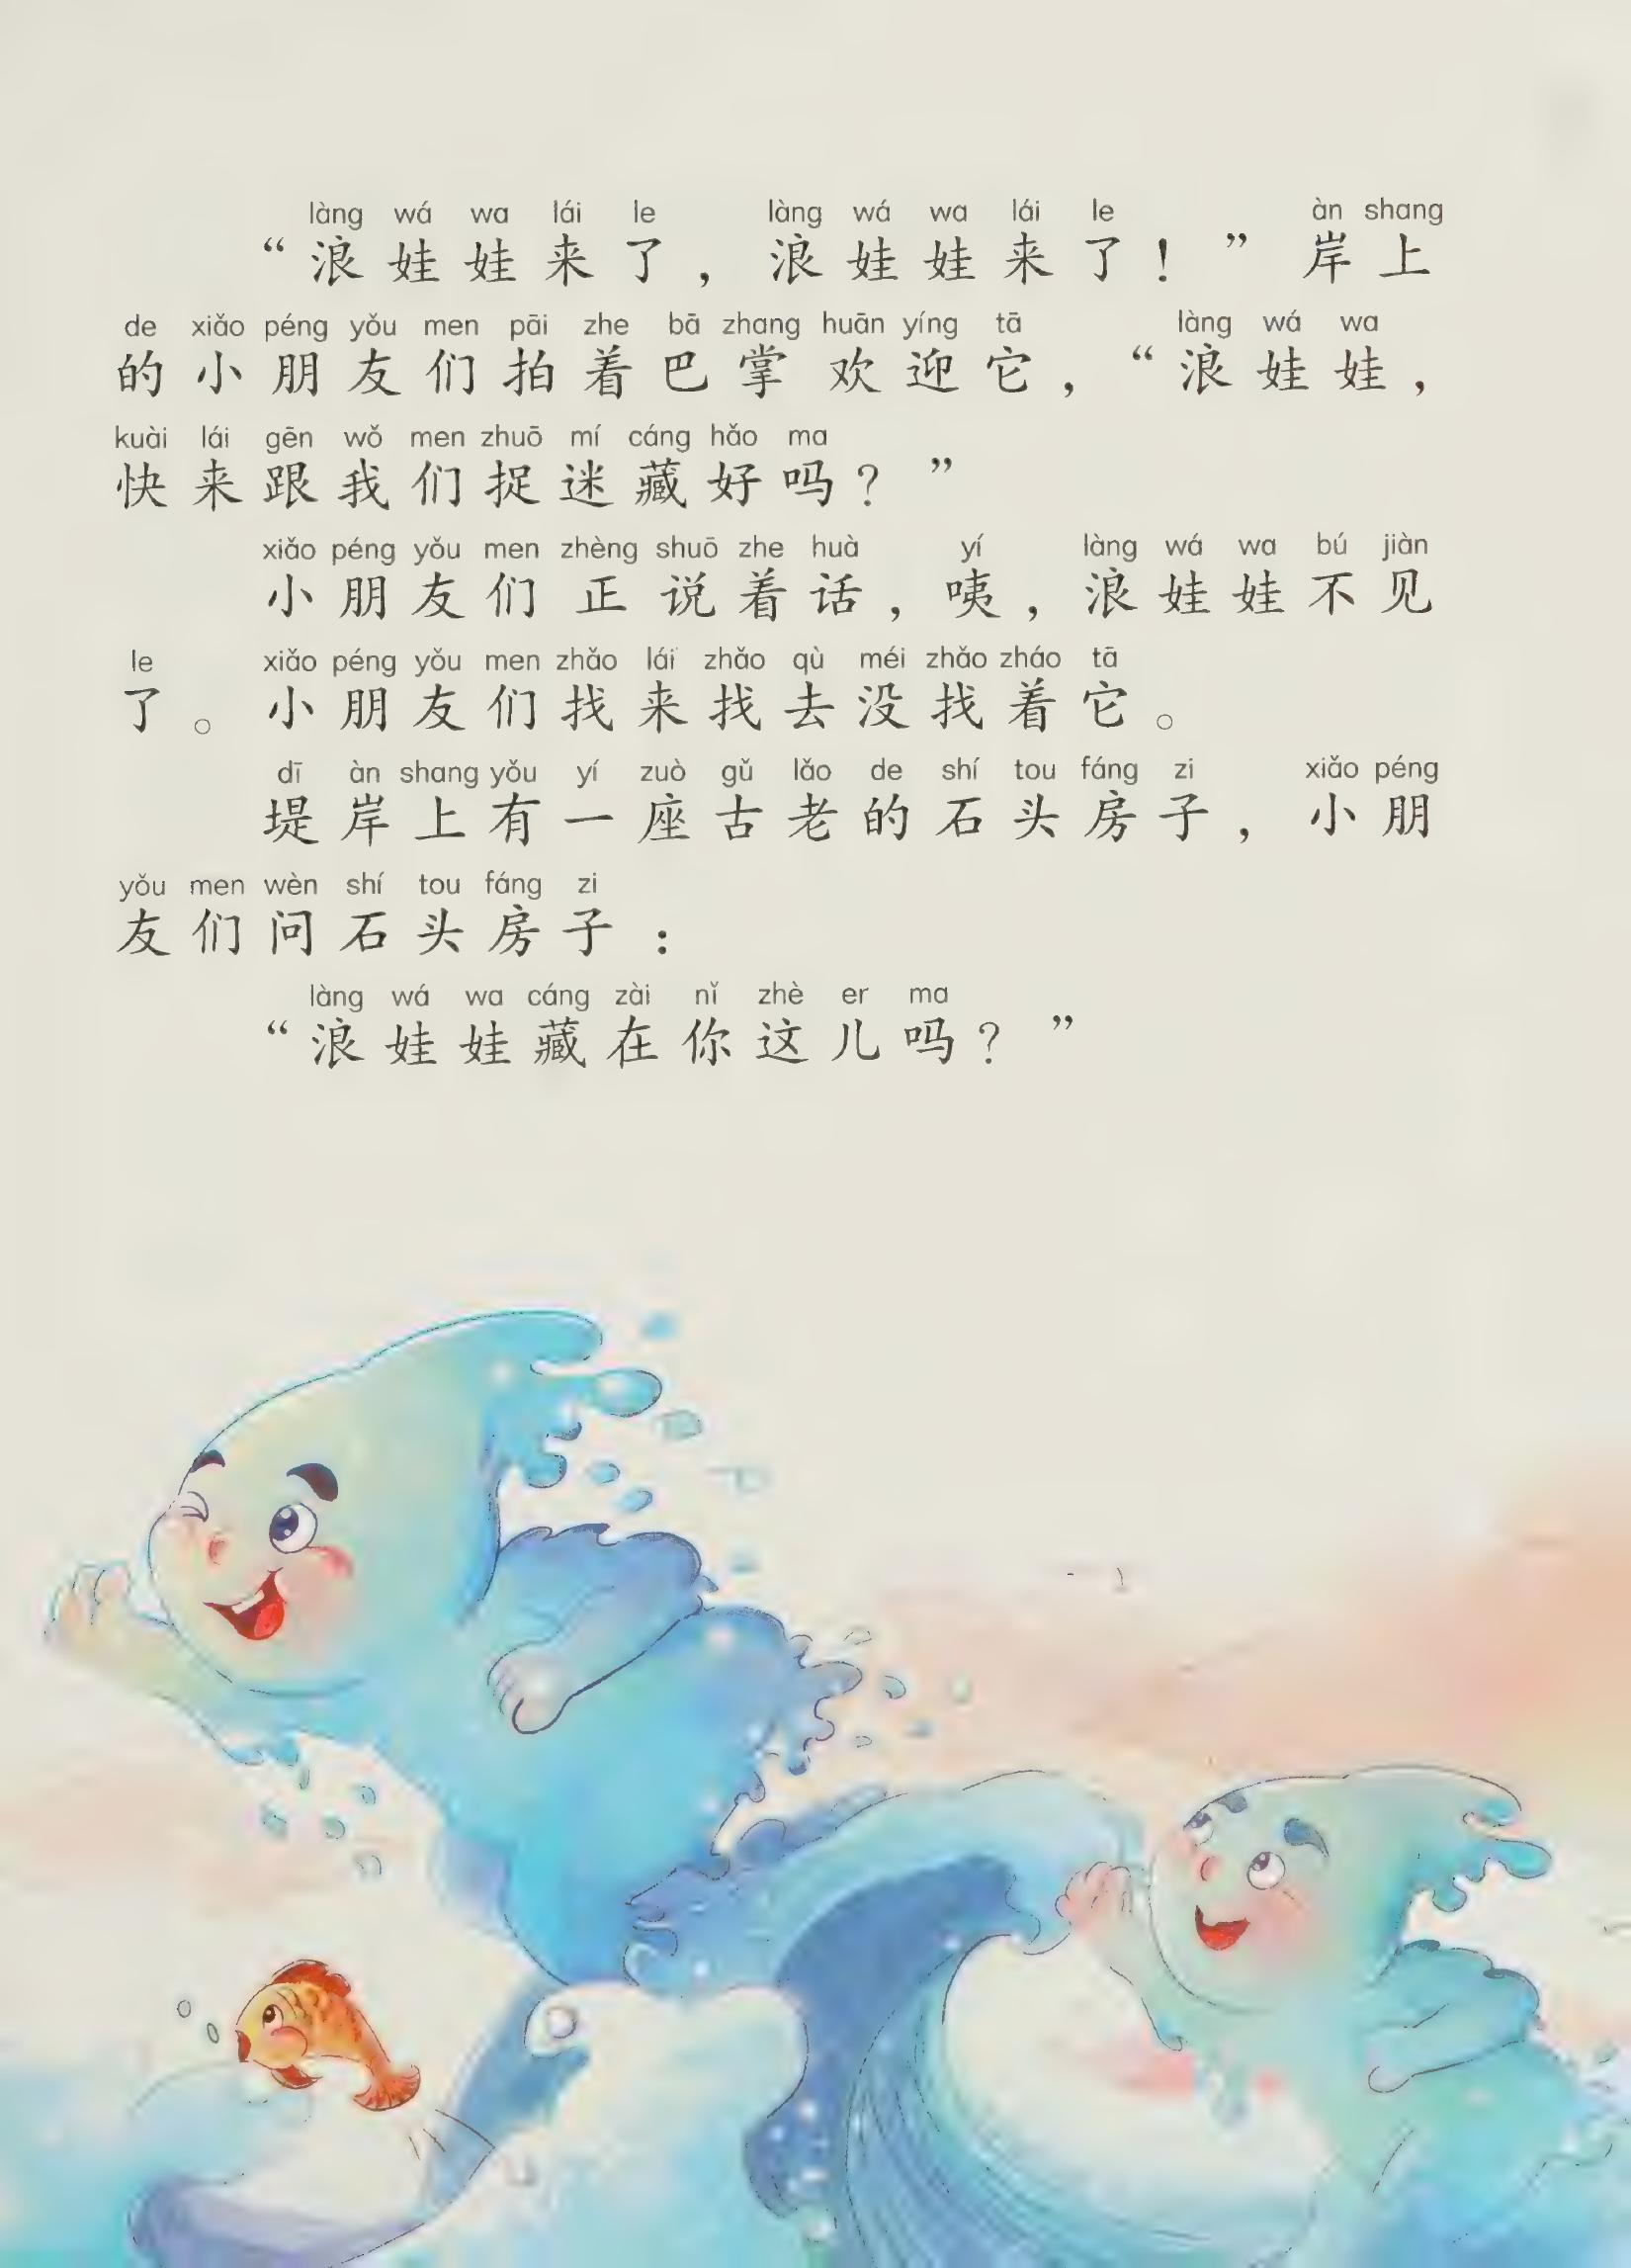 làng wá wa lái le làng wá wa lái le àn shang
“浪娃娃来了，浪娃娃来了！”岸上
de xiǎo péng yǒu men pāi zhe bā zhang huān yíng tā làng wá wa
的小朋友们拍着巴掌欢迎它，“浪娃娃，
kuài lái gēn wǒ men zhuō mí cáng hǎo ma
快来跟我们捉迷藏好吗？”
xiǎo péng yǒu men zhèng shuō zhe huà yí làng wá wa bú jiàn
小朋友们正说着话，咦，浪娃娃不见
le xiǎo péng yǒu men zhǎo lái zhǎo qù méi zhǎo zháo tā
了。小朋友们找来找去没找着它。
dī àn shang yǒu yí zuò gǔ lǎo de shí tou fáng zi xiǎo péng
堤岸上有一座古老的石头房子，小朋
yǒu men wèn shí tou fáng zi
友们问石头房子：
làng wá wa cáng zài nǐ zhè er ma
“浪娃娃藏在你这儿吗？”